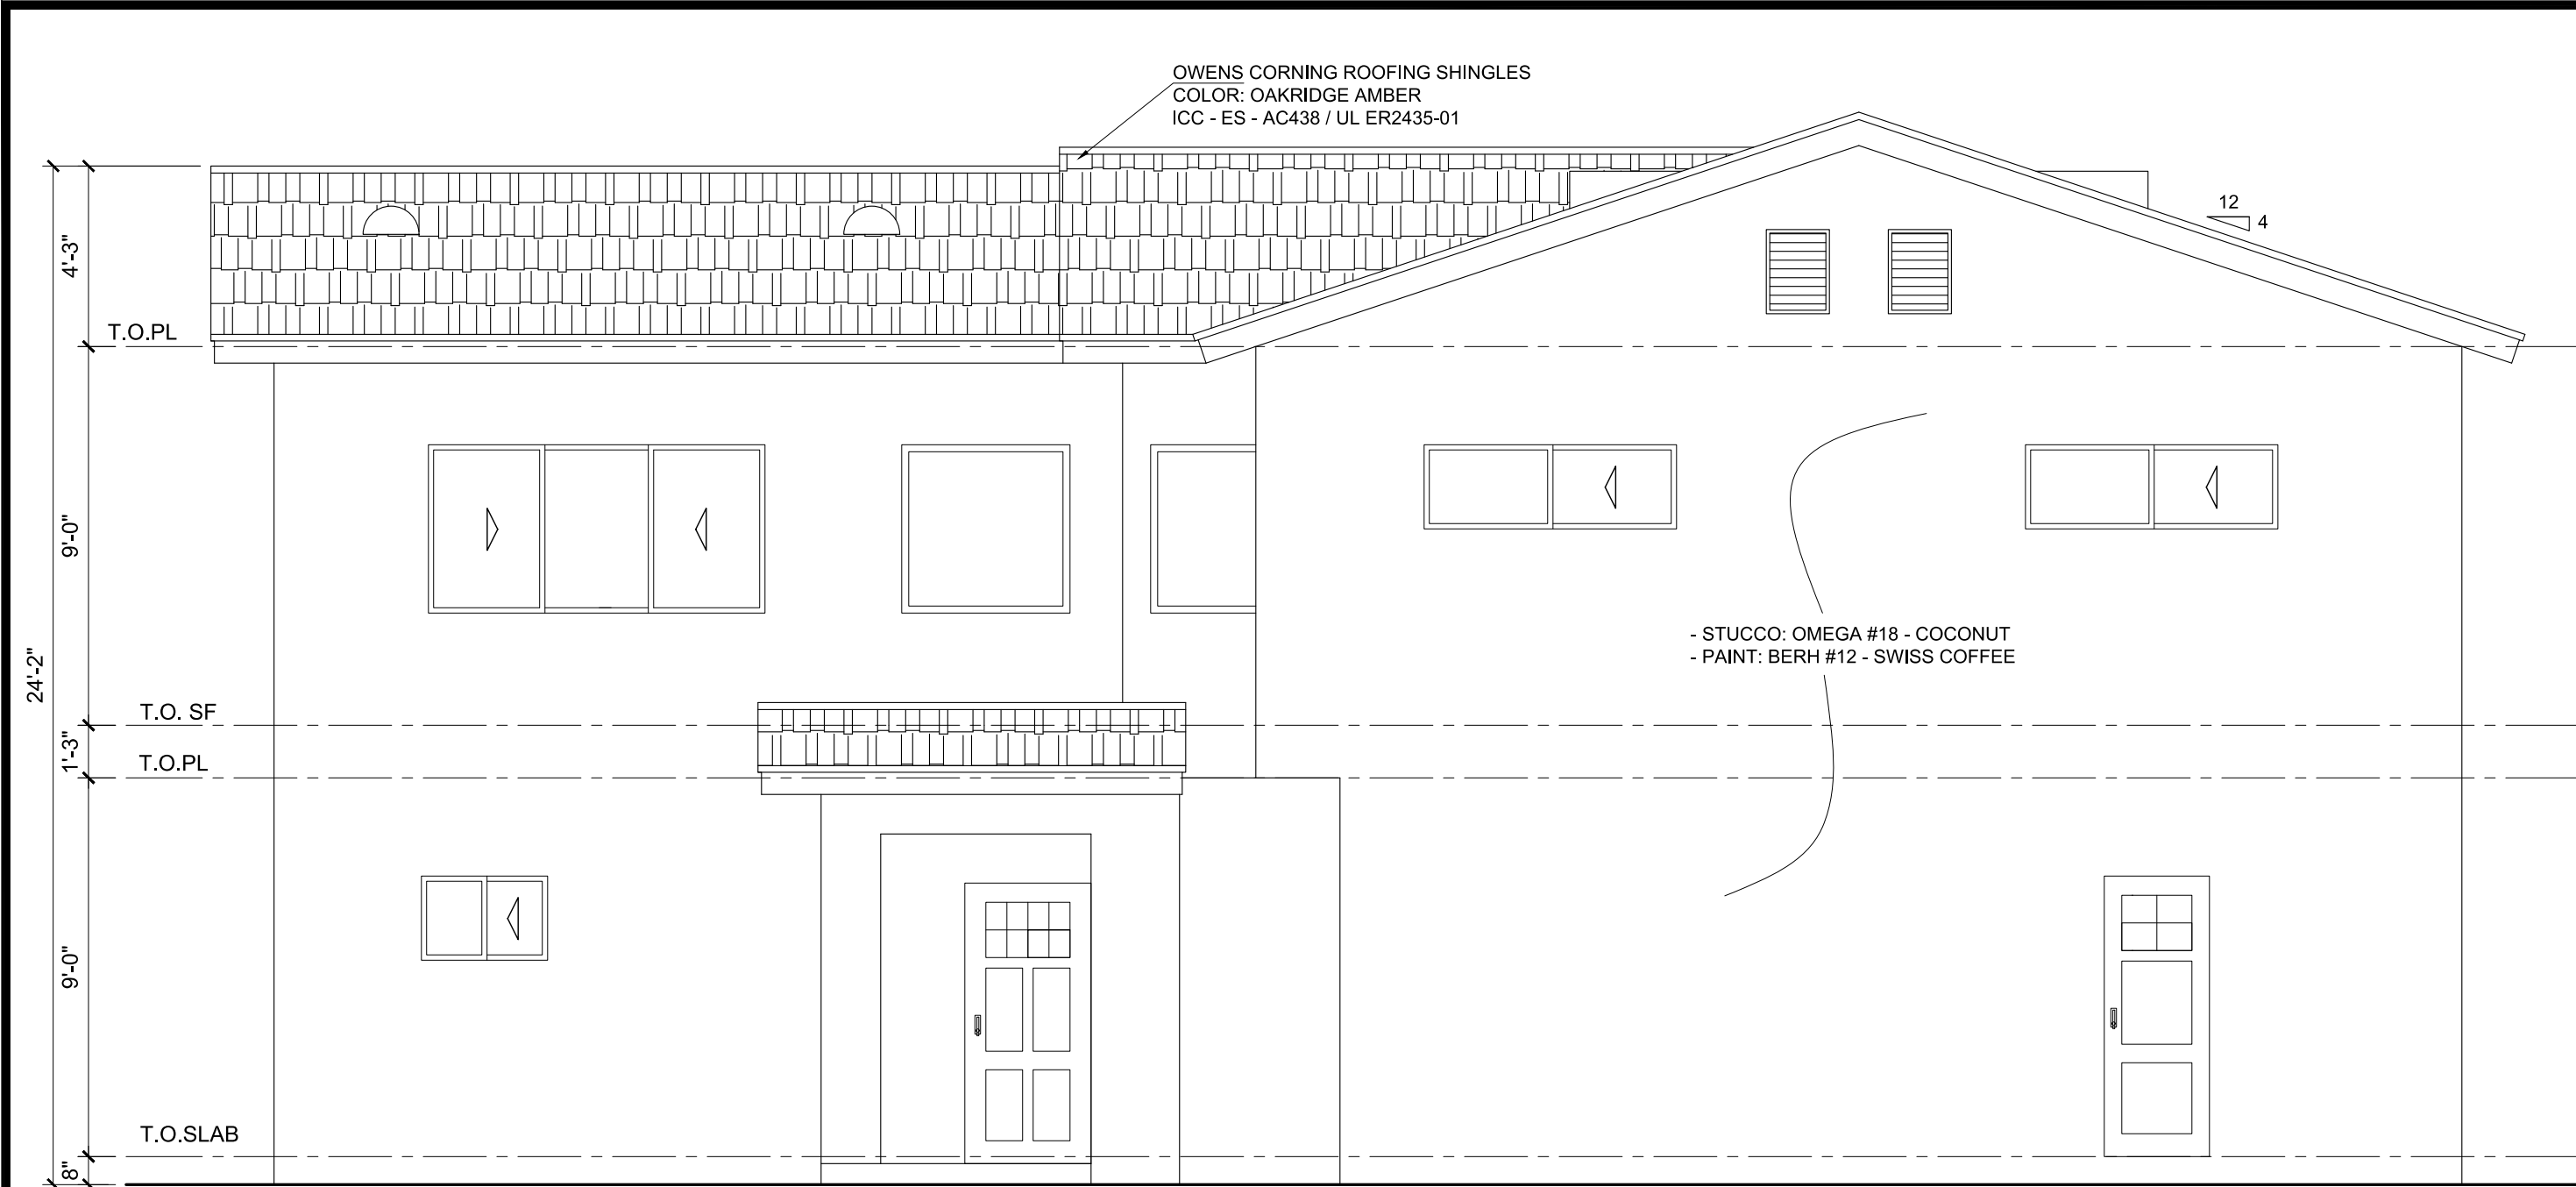 OWENS CORNING ROOFING SHINGLES
COLOR: OAKRIDGE AMBER
ICC - ES - AC438 / UL ER2435-01
12
4
4'-3"
T.O.PL
9'-0"
24'-2"
- STUCCO: OMEGA #18 - COCONUT
- PAINT: BERH #12 - SWISS COFFEE
T.O. SF
1'-3"
T.O.PL
9'-0"
T.O.SLAB
8"